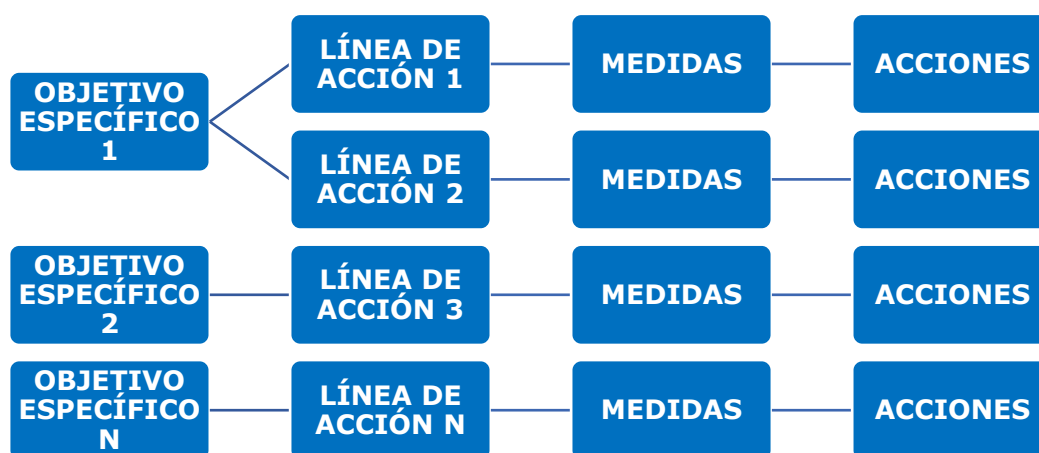 OBJETIVO
ESPECÍFICO
1
LÍNEA DE
ACCIÓN 1
MEDIDAS
ACCIONES
LÍNEA DE
ACCIÓN 2
MEDIDAS
ACCIONES
OBJETIVO
ESPECÍFICO
2
LÍNEA DE
ACCIÓN 3
MEDIDAS
ACCIONES
OBJETIVO
ESPECÍFICO
N
LÍNEA DE
ACCIÓN N
MEDIDAS
ACCIONES